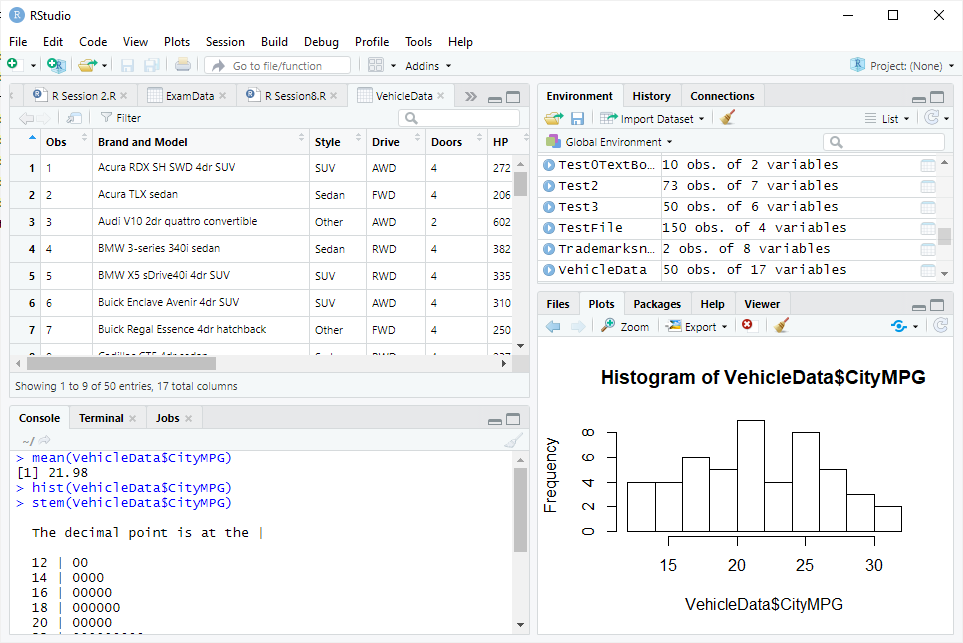 RStudio
File Edit Code View Plots Session Build Debug Profile Tools Help
Go to file/function Addins Project: (None)
R Session 2.R ExamData R Session8.R VehicleData
Filter
Obs Brand and Model Style Drive Doors HP
1 1 Acura RDX SH SWD 4dr SUV SUV AWD 4 272
2 2 Acura TLX sedan Sedan FWD 4 206
3 3 Audi V10 2dr quattro convertible Other AWD 2 602
4 4 BMW 3-series 340i sedan Sedan RWD 4 382
5 5 BMW X5 sDrive40i 4dr SUV SUV RWD 4 335
6 6 Buick Enclave Avenir 4dr SUV SUV AWD 4 310
7 7 Buick Regal Essence 4dr hatchback Other FWD 4 250
Showing 1 to 9 of 50 entries, 17 total columns
Console Terminal Jobs
~/
> mean(VehicleData$CityMPG)
[1] 21.98
> hist(VehicleData$CityMPG)
> stem(VehicleData$CityMPG)
The decimal point is at the |
12 | 00
14 | 0000
16 | 00000
18 | 000000
20 | 00000
Environment History Connections
Import Dataset List
Global Environment
Test0TextBo... 10 obs. of 2 variables
Test2 73 obs. of 7 variables
Test3 50 obs. of 6 variables
TestFile 150 obs. of 4 variables
Trademarksn... 2 obs. of 8 variables
VehicleData 50 obs. of 17 variables
Files Plots Packages Help Viewer
Zoom Export
Histogram of VehicleData$CityMPG
Frequency
8
6
4
2
0
15 20 25 30
VehicleData$CityMPG